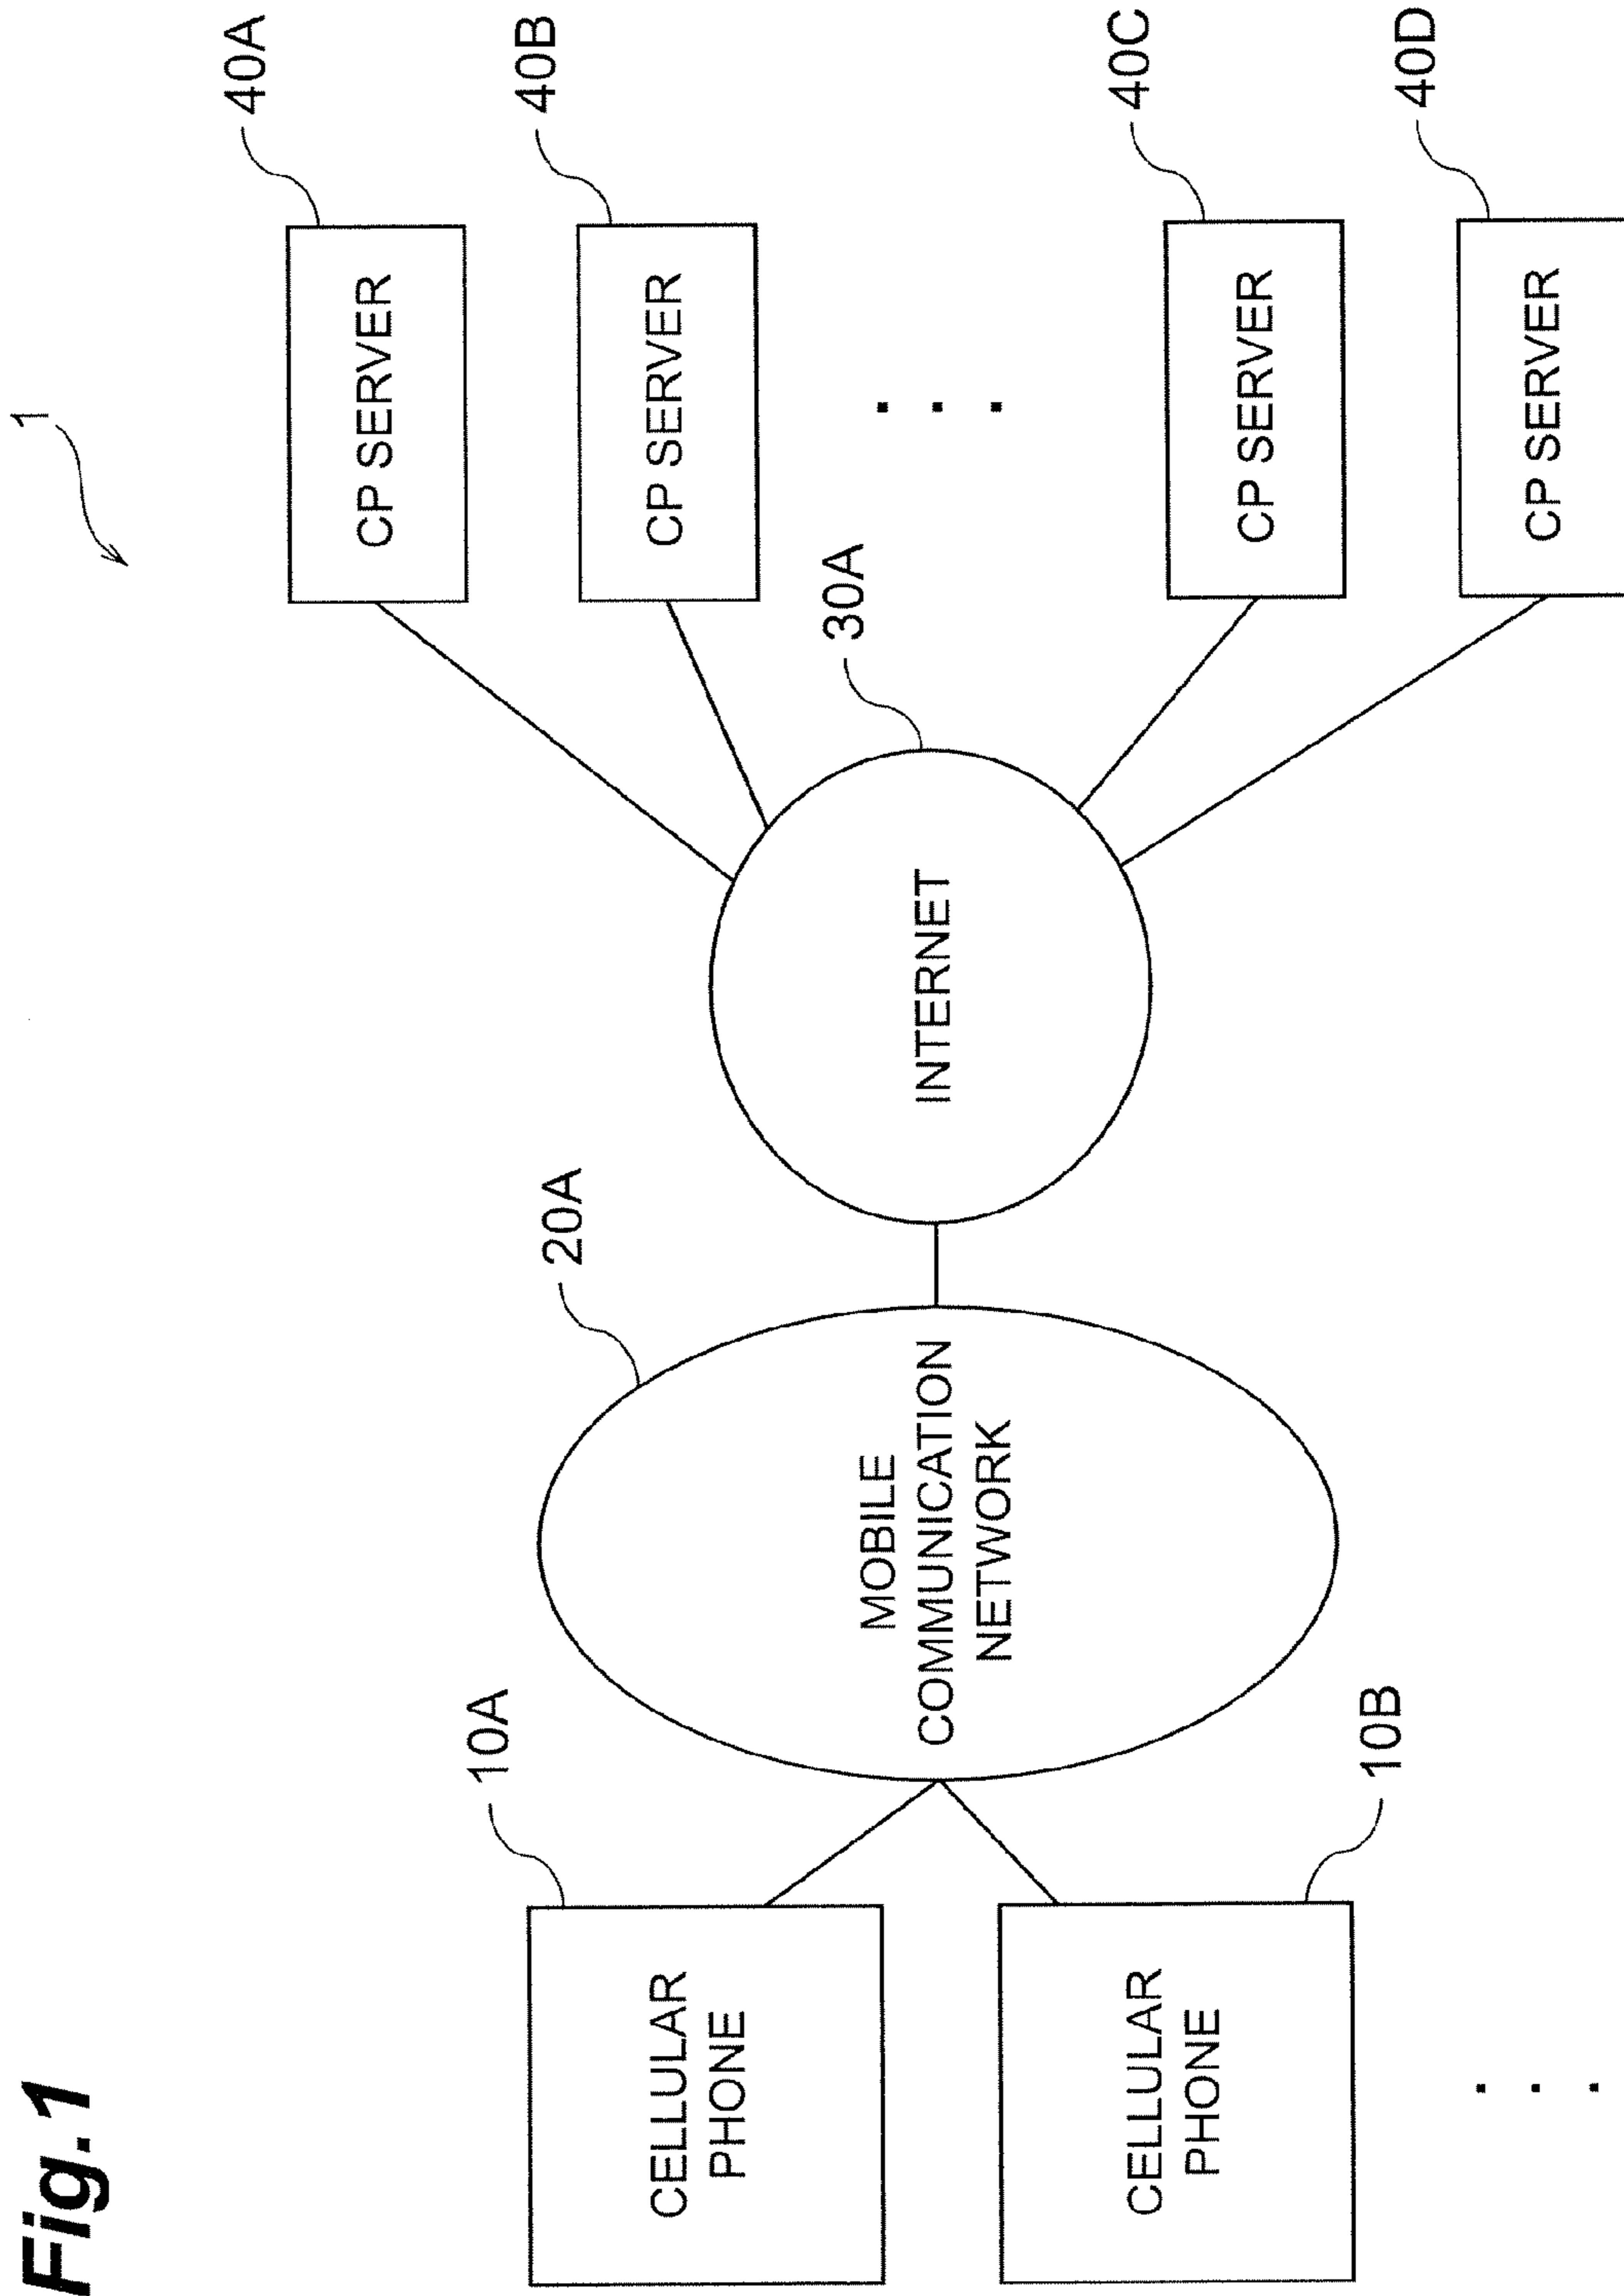 Fig.1
1
CELLULAR
PHONE
10A
CELLULAR
PHONE
10B
. . .
MOBILE
COMMUNICATION
NETWORK
20A
INTERNET
30A
CP SERVER
40A
CP SERVER
40B
. . .
CP SERVER
40C
CP SERVER
40D